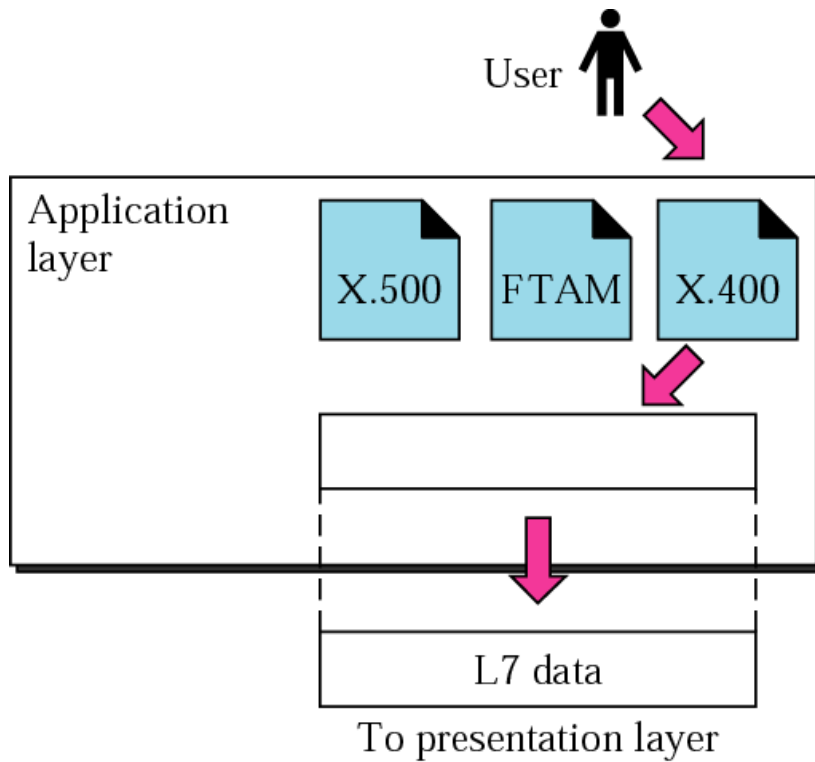 User
Application
layer
X.500
FTAM
X.400
L7 data
To presentation layer